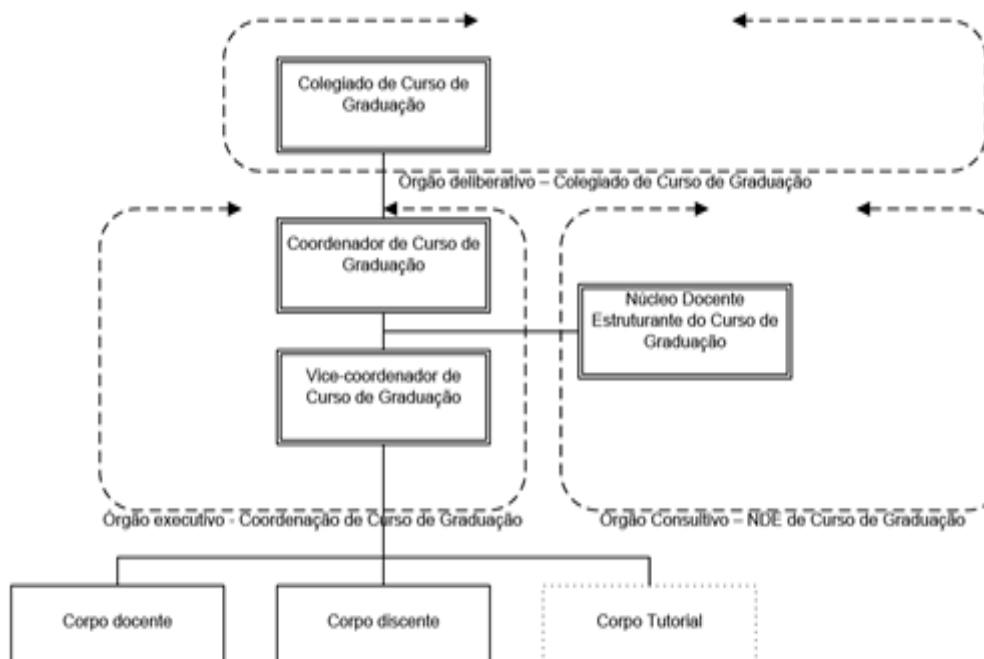 Colegiado de Curso de
Graduação
Orgão deliberativo – Colegiado de Curso de Graduação
Coordenador de Curso de
Graduação
Núcleo Docente
Estruturante do Curso de
Graduação
Vice-coordenador de
Curso de Graduação
Orgão executivo - Coordenação de Curso de Graduação
Órgão Consultivo – NDE de Curso de Graduação
Corpo docente
Corpo discente
Corpo Tutorial